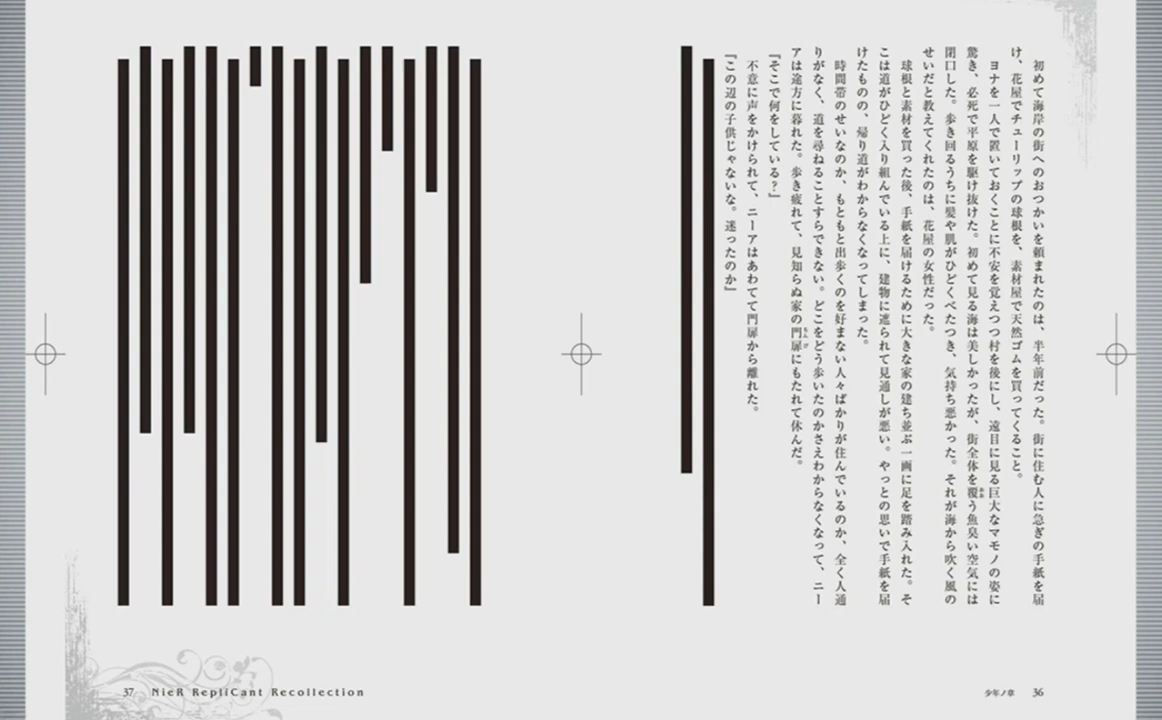 初めて海岸の街へのおつかいを頼まれたのは、半年前だった。街に住む人に急ぎの手紙を届
け、花屋でチューリップの球根を、素材屋で天然ゴムを買ってくること。
ヨナを一人で置いておくことに不安を覚えつつ村を後にし、遠目に見る巨大なマモノの姿に
驚き、必死で平原を駆け抜けた。初めて見る海は美しかったが、街全体を覆う魚臭い空気には
閉口した。歩き回るうちに髪や肌がひどくべたつき、気持ち悪かった。それが海から吹く風の
せいだと教えてくれたのは、花屋の女性だった。
球根と素材を買った後、手紙を届けるために大きな家の建ち並ぶ一画に足を踏み入れた。そ
こは道がひどく入り組んでいる上に、建物に遮られて見通しが悪い。やっとの思いで手紙を届
けたものの、帰り道がわからなくなってしまった。
時間帯のせいなのか、もともと出歩くのを好まない人々ばかりが住んでいるのか、全く人通
りがなく、道を尋ねることすらできない。どこをどう歩いたのかさえわからなくなって、ニー
アは途方に暮れた。歩き疲れて、見知らぬ家の門扉にもたれて休んだ。
『そこで何をしている?』
不意に声をかけられて、ニーアはあわてて門扉から離れた。
『この辺の子供じゃないな。迷ったのか』
少年ノ章 36
37 NieR RepliCant Recollection